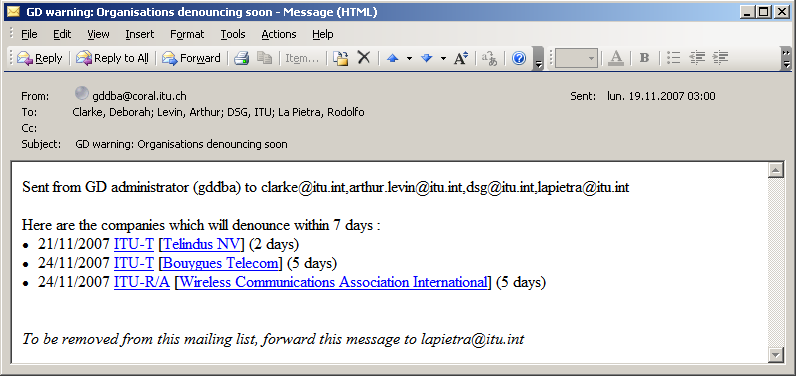 GD warning: Organisations denouncing soon - Message (HTML)
File Edit View Insert Format Tools Actions Help
Reply Reply to All Forward Item... A B
From: gddba@coral.itu.ch Sent: lun. 19.11.2007 03:00
To: Clarke, Deborah; Levin, Arthur; DSG, ITU; La Pietra, Rodolfo
Cc:
Subject: GD warning: Organisations denouncing soon
Sent from GD administrator (gddba) to clarke@itu.int,arthur.levin@itu.int,dsg@itu.int,lapietra@itu.int
Here are the companies which will denounce within 7 days :
• 21/11/2007 ITU-T [Telindus NV] (2 days)
• 24/11/2007 ITU-T [Bouygues Telecom] (5 days)
• 24/11/2007 ITU-R/A [Wireless Communications Association International] (5 days)
To be removed from this mailing list, forward this message to lapietra@itu.int